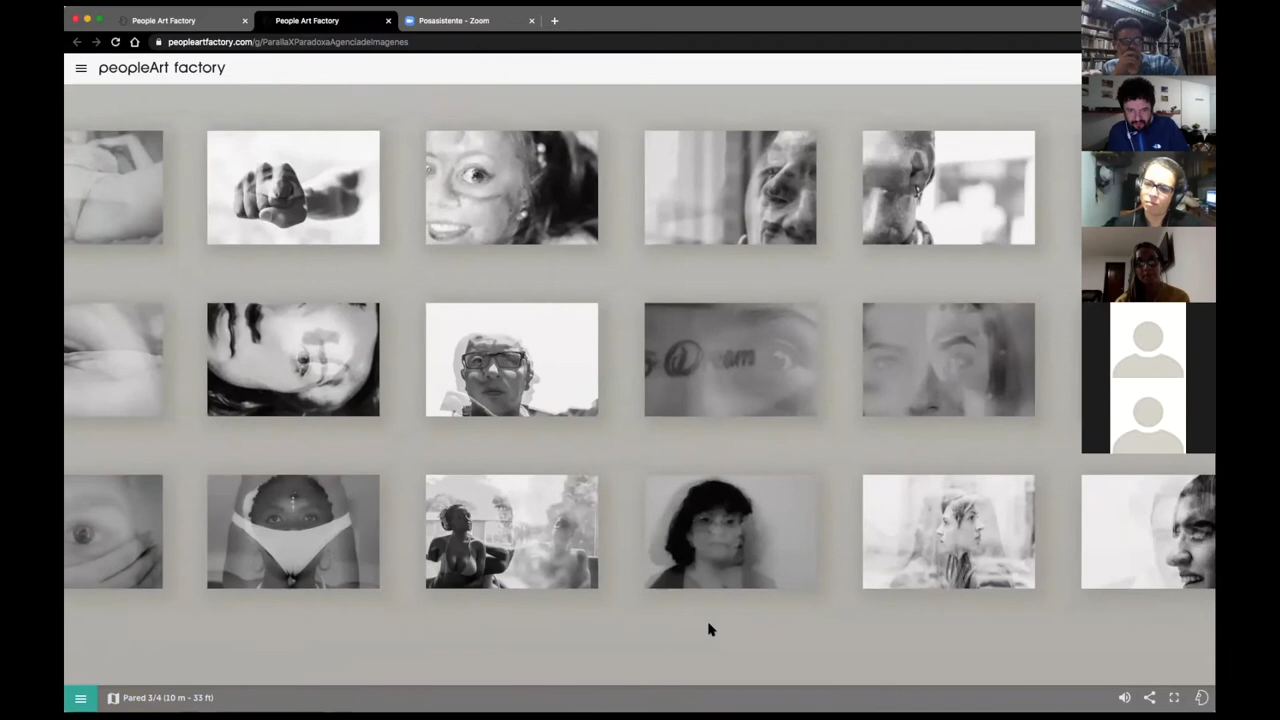 People Art Factory
People Art Factory
Posasistente - Zoom
peopleartfactory.com/g/ParallaXParadoxaAgenciadeImagenes
peopleArt factory
@ream
Pared 3/4 (10 m - 33 ft)